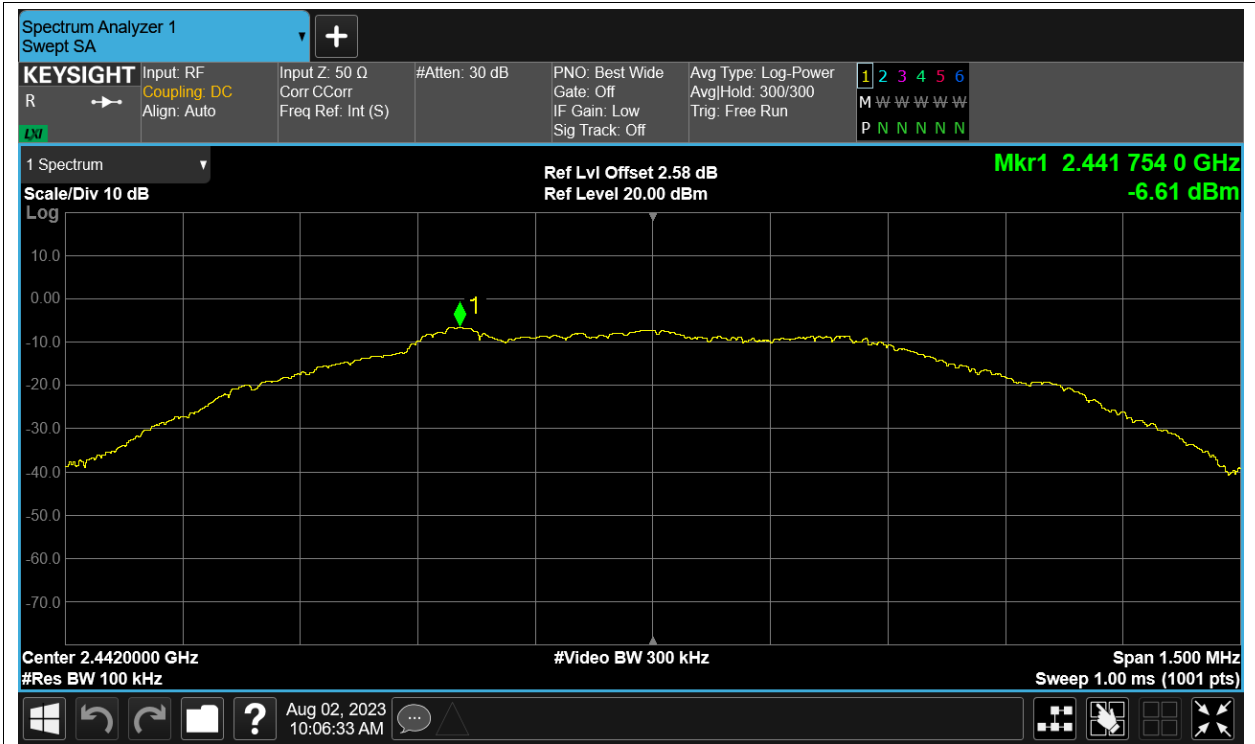 Spectrum Analyzer 1
Swept SA
KEYSIGHT
R
LXI
Input: RF
Coupling: DC
Align: Auto
Input Z: 50 Ω
Corr CCorr
Freq Ref: Int (S)
#Atten: 30 dB
PNO: Best Wide
Gate: Off
IF Gain: Low
Sig Track: Off
Avg Type: Log-Power
Avg|Hold: 300/300
Trig: Free Run
1 2 3 4 5 6
M W W W W W
P N N N N N
1 Spectrum
Scale/Div 10 dB
Log
Ref Lvl Offset 2.58 dB
Ref Level 20.00 dBm
Mkr1 2.441 754 0 GHz
-6.61 dBm
10.0
0.00
1
-10.0
-20.0
-30.0
-40.0
-50.0
-60.0
-70.0
Center 2.4420000 GHz
#Video BW 300 kHz
Span 1.500 MHz
#Res BW 100 kHz
Sweep 1.00 ms (1001 pts)
?
Aug 02, 2023
10:06:33 AM